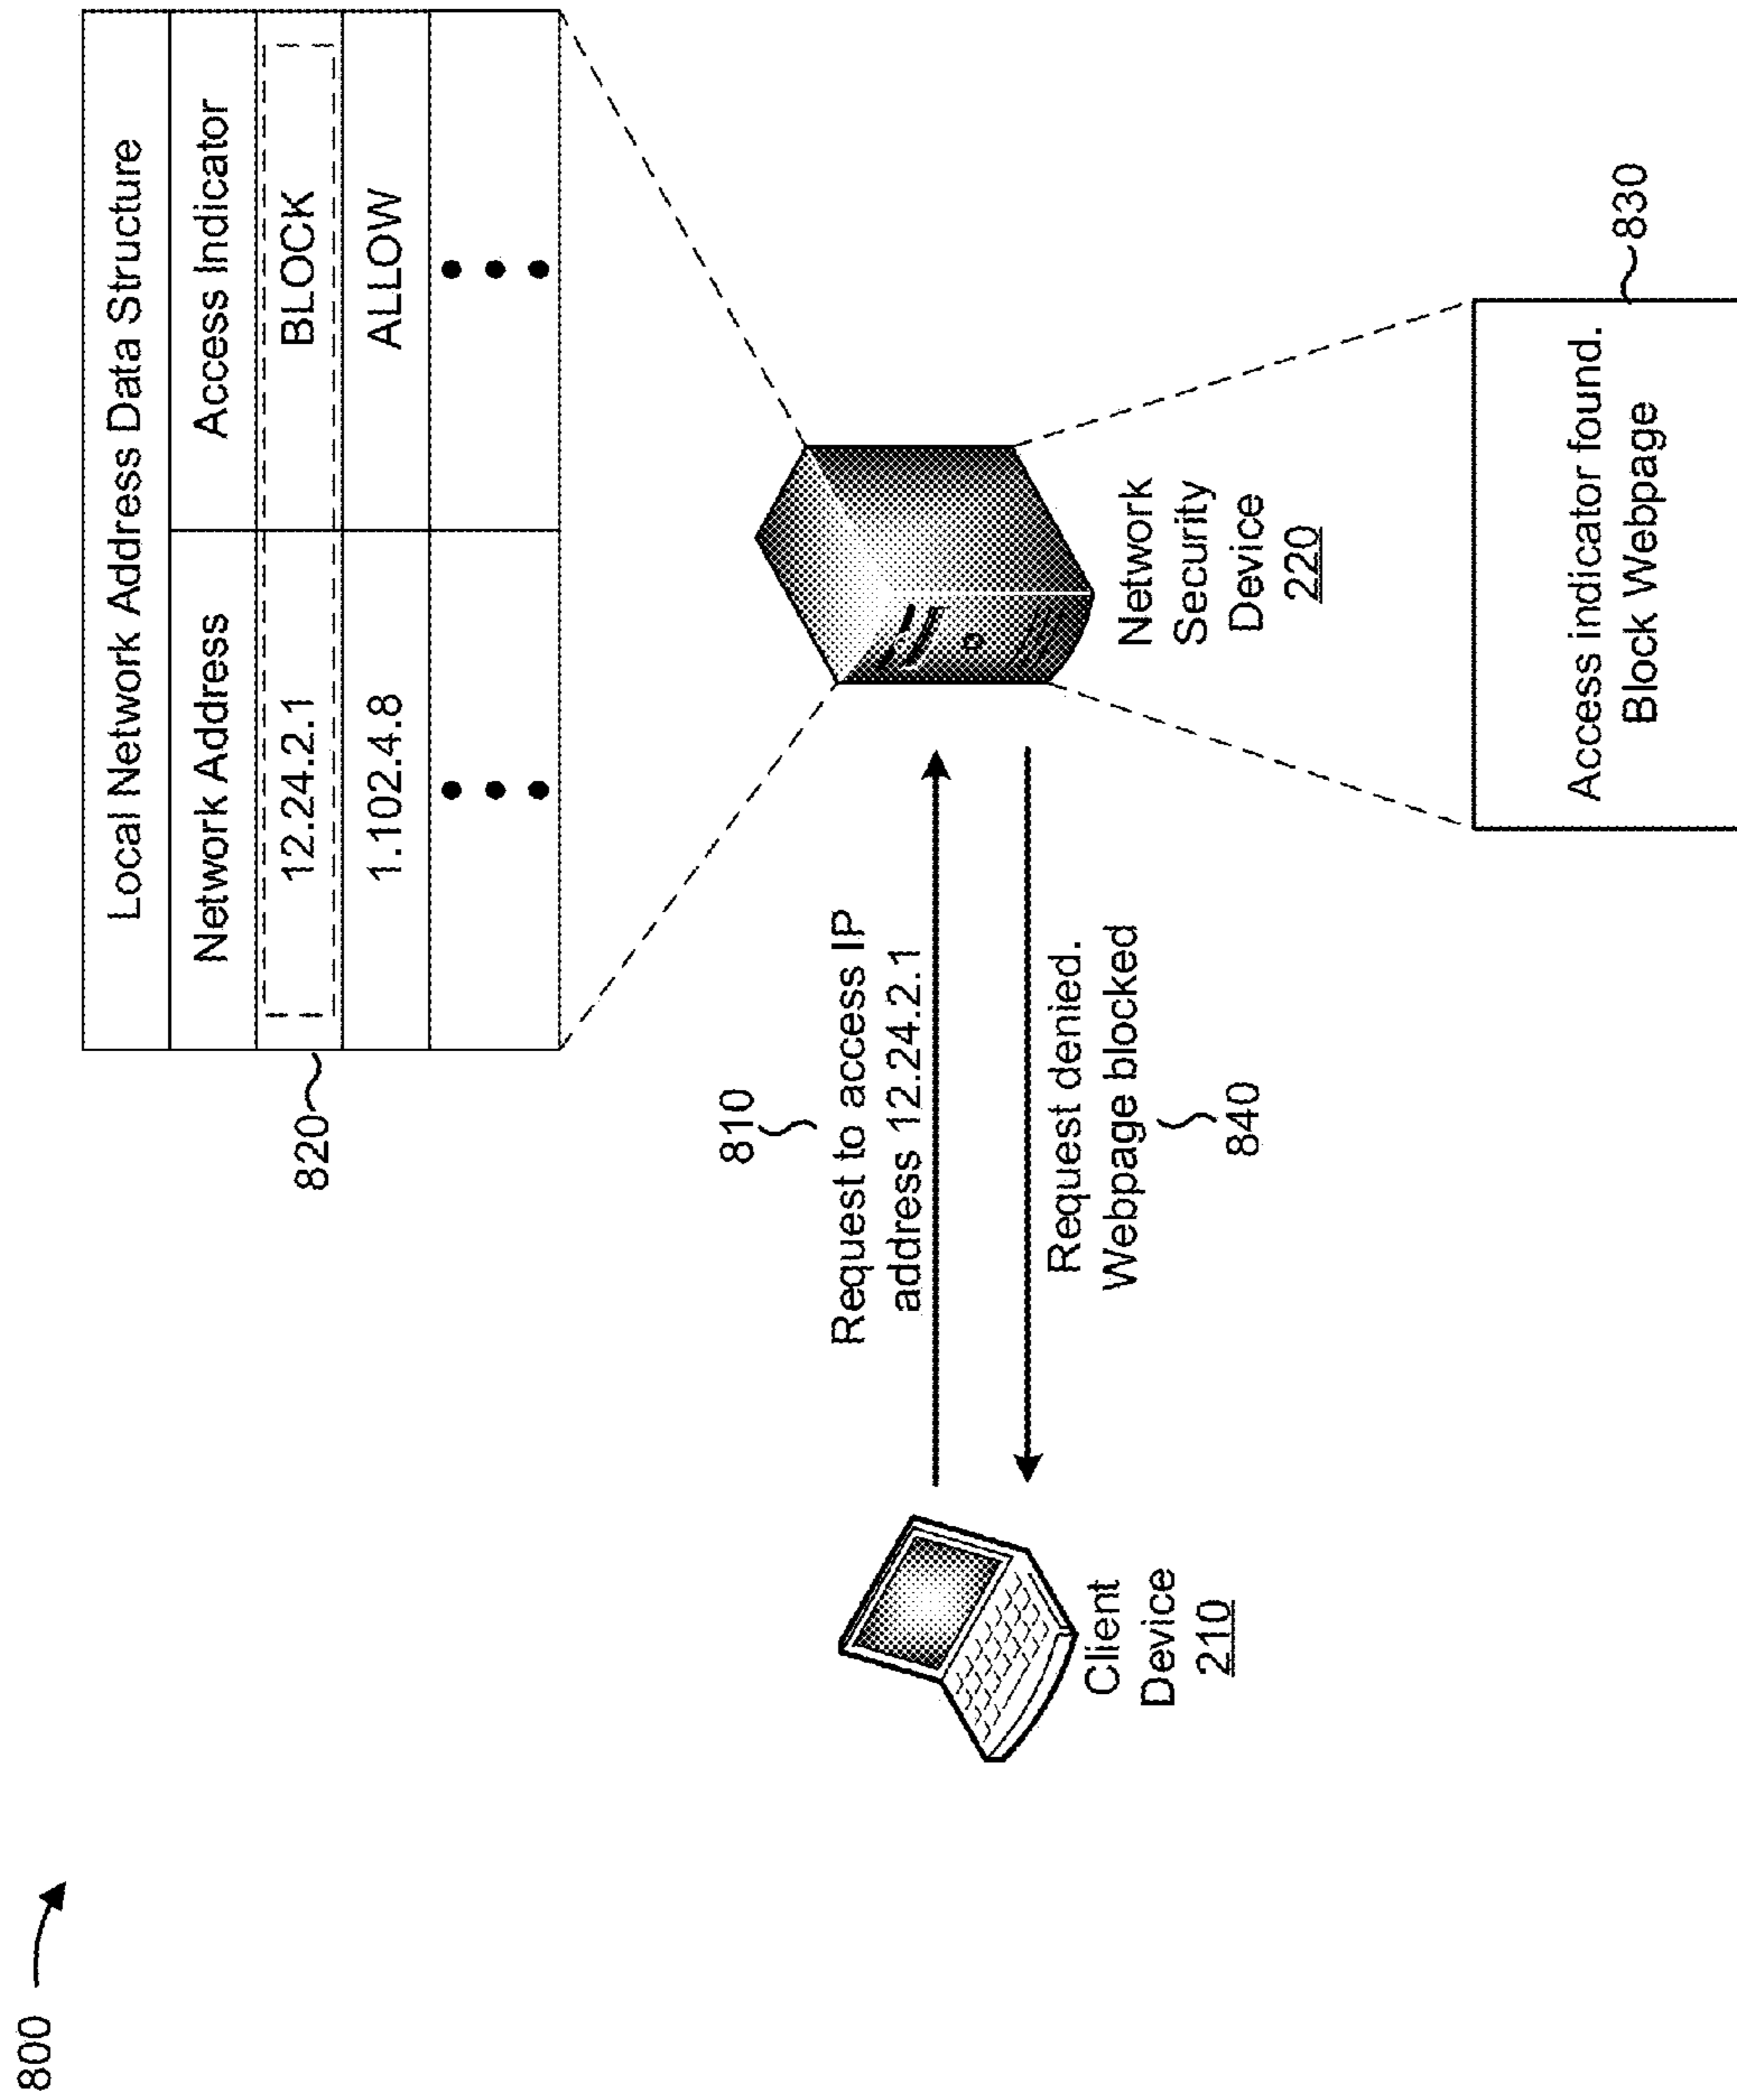 800
Local Network Address Data Structure
Network Address
Access Indicator
12.24.2.1
BLOCK
1.102.4.8
ALLOW
820
810
Request to access IP
address 12.24.2.1
Request denied.
Webpage blocked
840
Client
Device
210
Network
Security
Device
220
Access indicator found.
Block Webpage
830